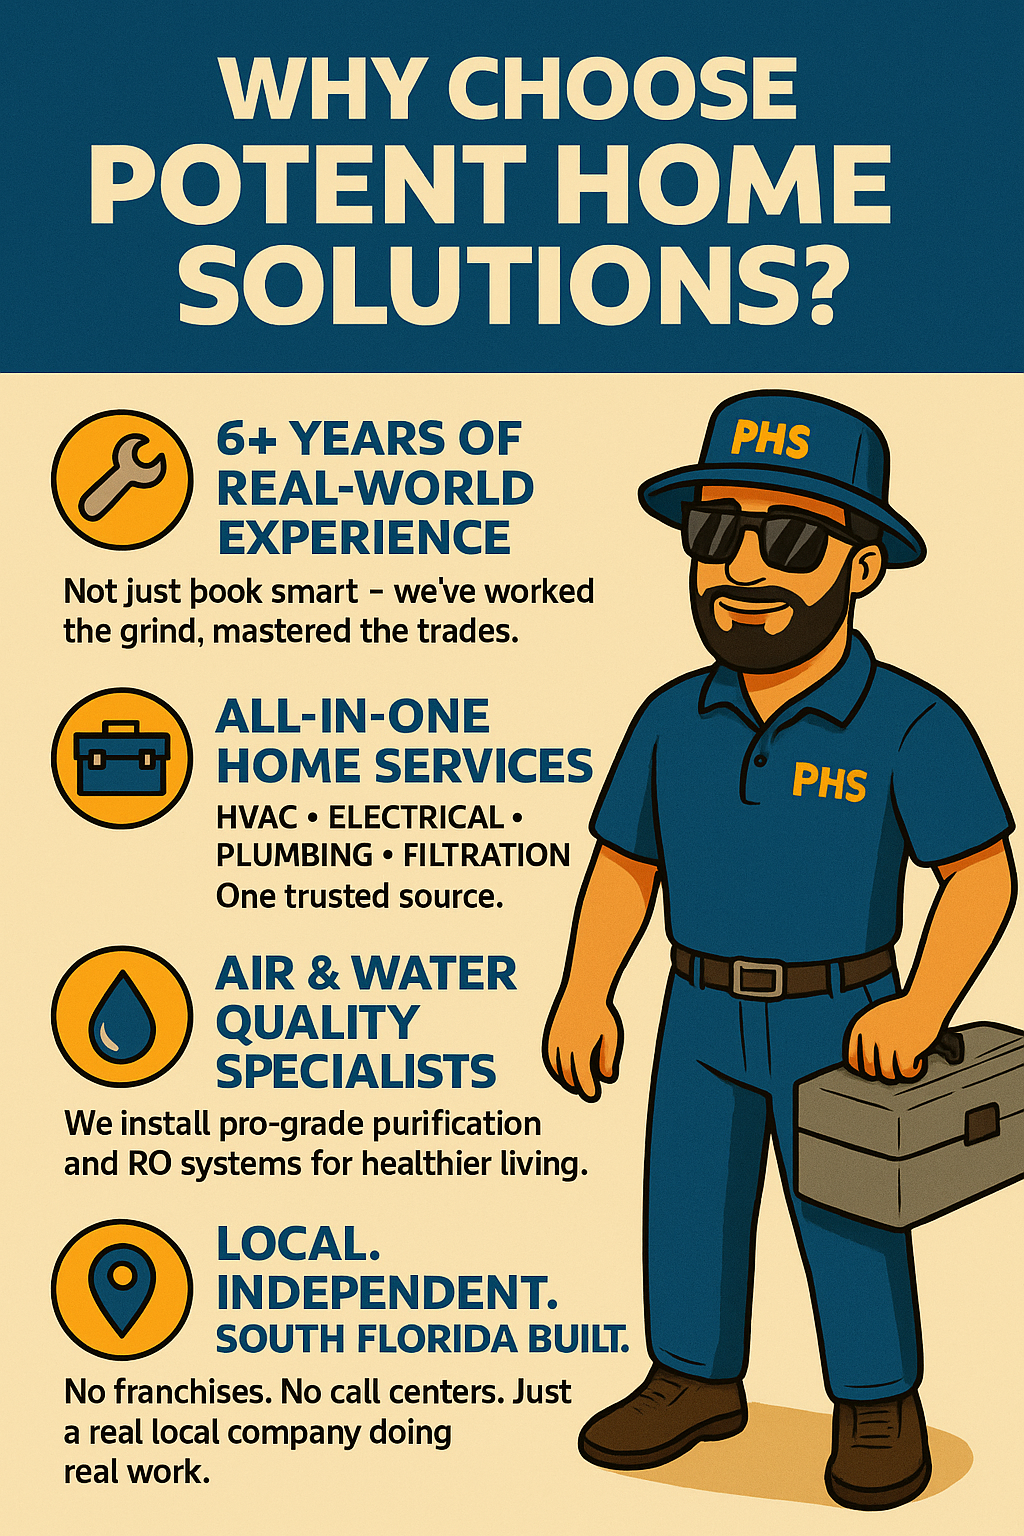 WHY CHOOSE
POTENT HOME
SOLUTIONS?
6+ YEARS OF
REAL-WORLD
EXPERIENCE
Not just þook smart – we've worked
the grind, mastered the trades.
ALL-IN-ONE
HOME SERVICES
HVAC • ELECTRICAL •
PLUMBING • FILTRATION
One trusted source.
AIR & WATER
QUALITY
SPECIALISTS
We install pro-grade purification
and RO systems for healthier living.
LOCAL.
INDEPENDENT.
SOUTH FLORIDA BUILT.
No franchises. No call centers. Just
a real local company doing
real work.
PHS
PHS